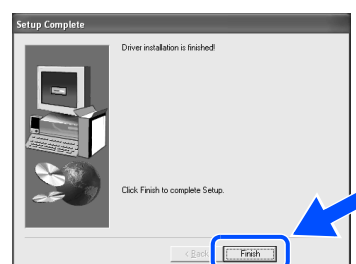 Setup Complete
Driver installation is finished!
Click Finish to complete Setup.
< Back
Finish